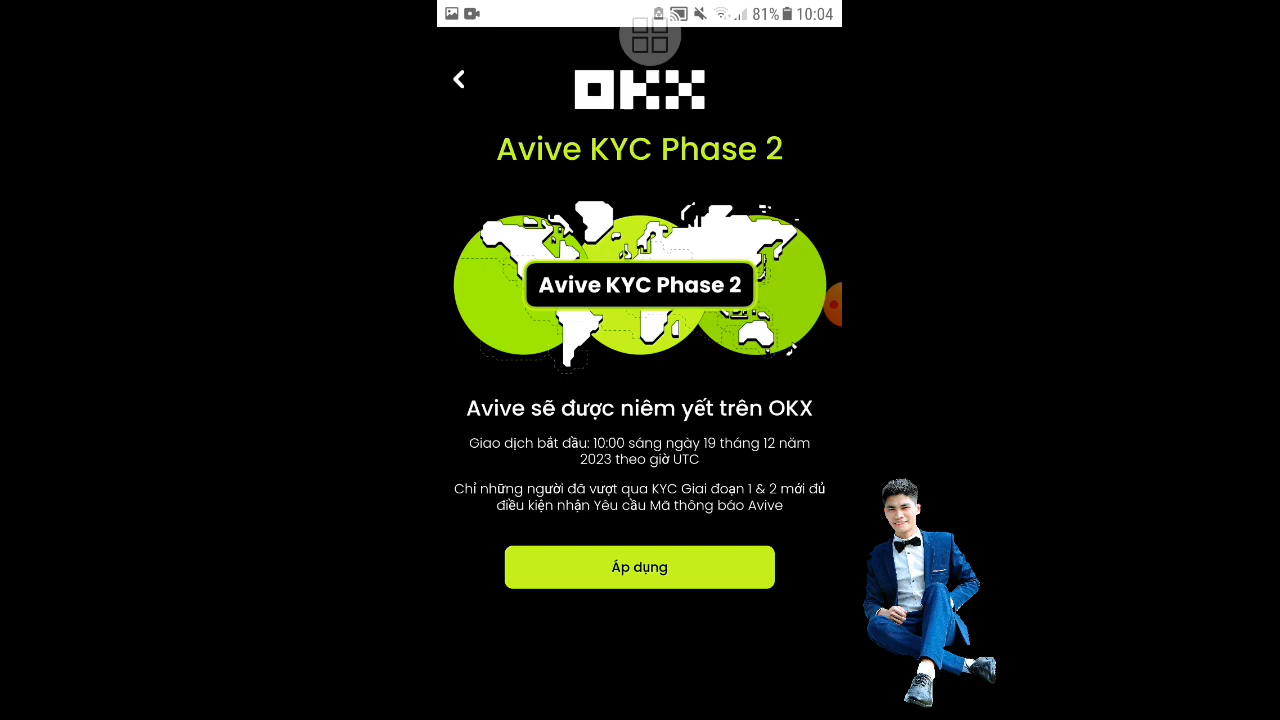 81% 10:04
OKX
Avive KYC Phase 2
Avive KYC Phase 2
Avive sẽ được niêm yết trên OKX
Giao dịch bắt đầu: 10:00 sáng ngày 19 tháng 12 năm
2023 theo giờ UTC
Chỉ những người đã vượt qua KYC Giai đoạn 1 & 2 mới đủ
điều kiện nhận Yêu cầu Mã thông báo Avive
Áp dụng